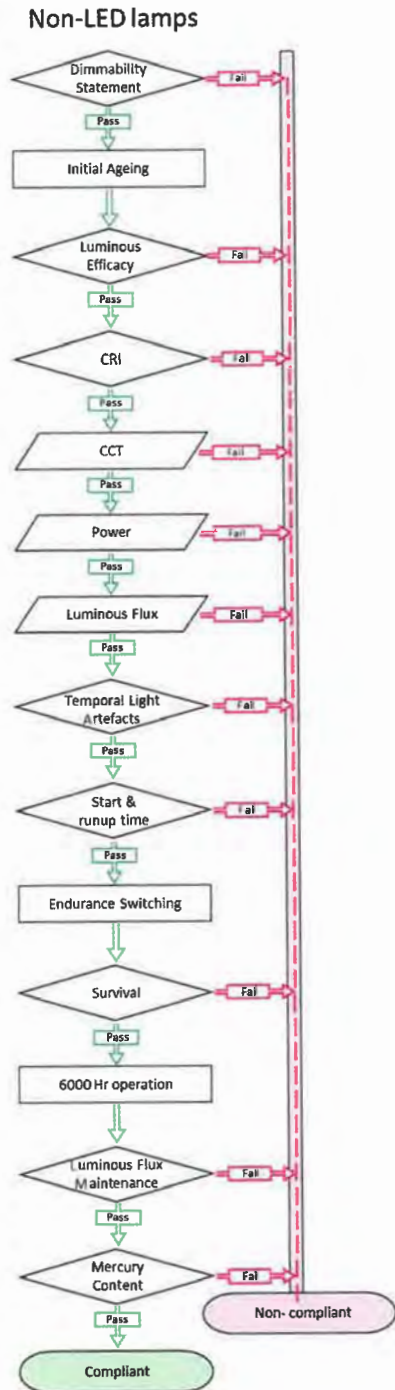 Non-LED lamps
Dimmability
Statement
Fail
Pass
Initial Ageing
Luminous
Efficacy
Fail
Pass
CRI
Fail
Pass
CCT
Fail
Pass
Power
Fail
Pass
Luminous Flux
Fail
Pass
Temporal Light
Artefacts
Fail
Pass
Start &
runup time
Fail
Pass
Endurance Switching
Survival
Fail
Pass
6000 Hr operation
Luminous Flux
Maintenance
Fail
Pass
Mercury
Content
Fail
Pass
Non- compliant
Compliant